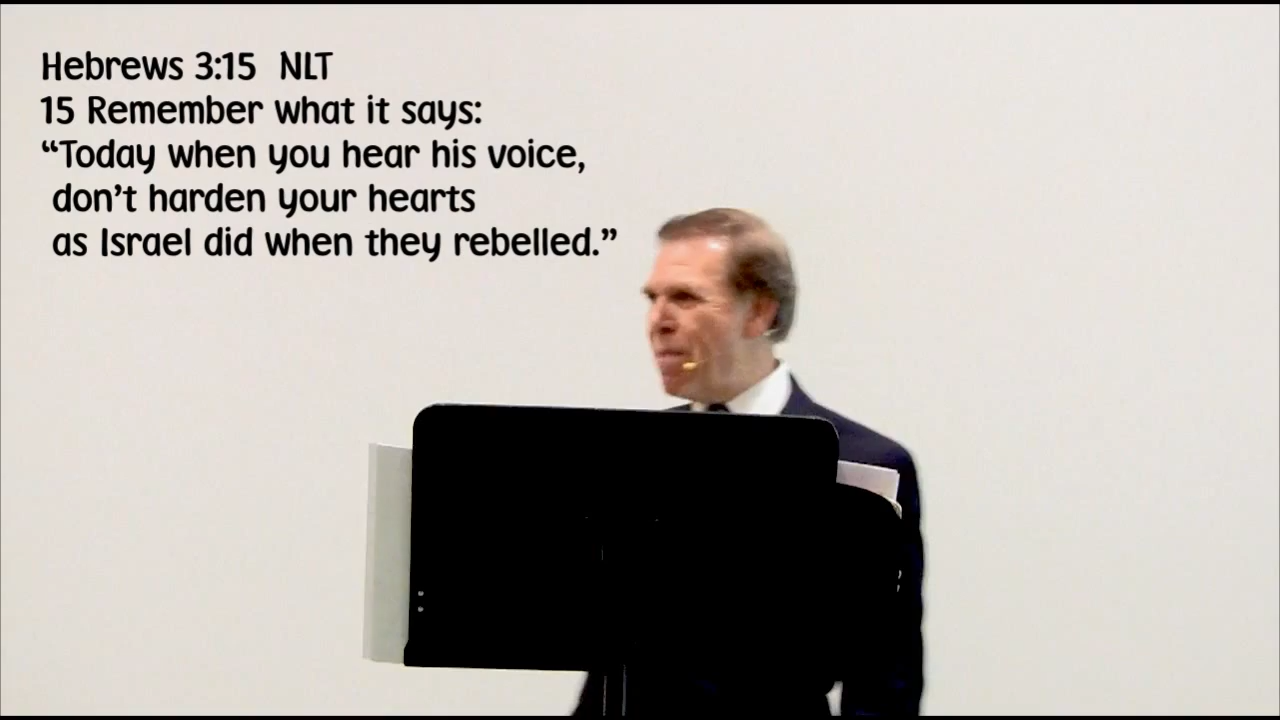 Hebrews 3:15 NLT
15 Remember what it says:
“Today when you hear his voice,
don’t harden your hearts
as Israel did when they rebelled.”